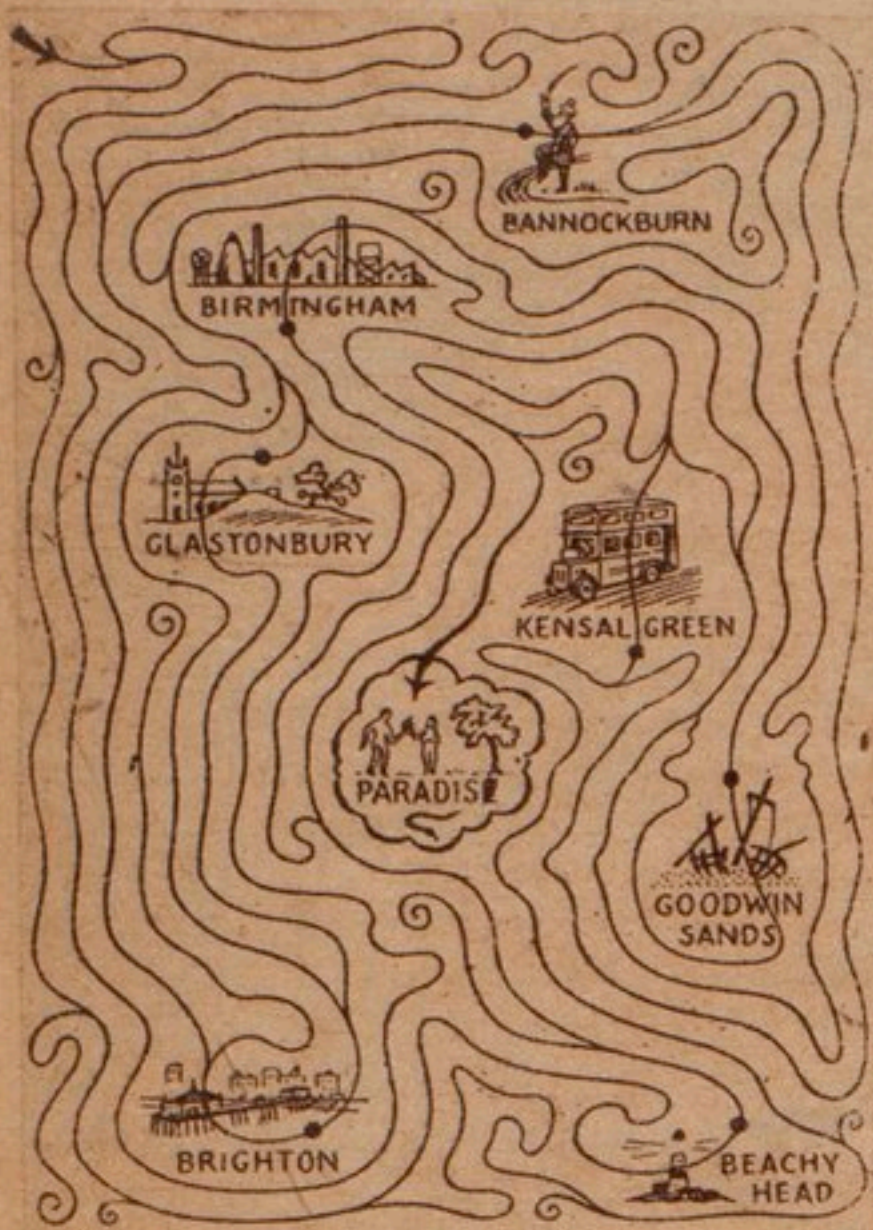 BANNOCKBURN
BIRMINGHAM
GLASTONBURY
KENSAL GREEN
PARADISE
GOODWIN
SANDS
BRIGHTON
BEACHY
HEAD